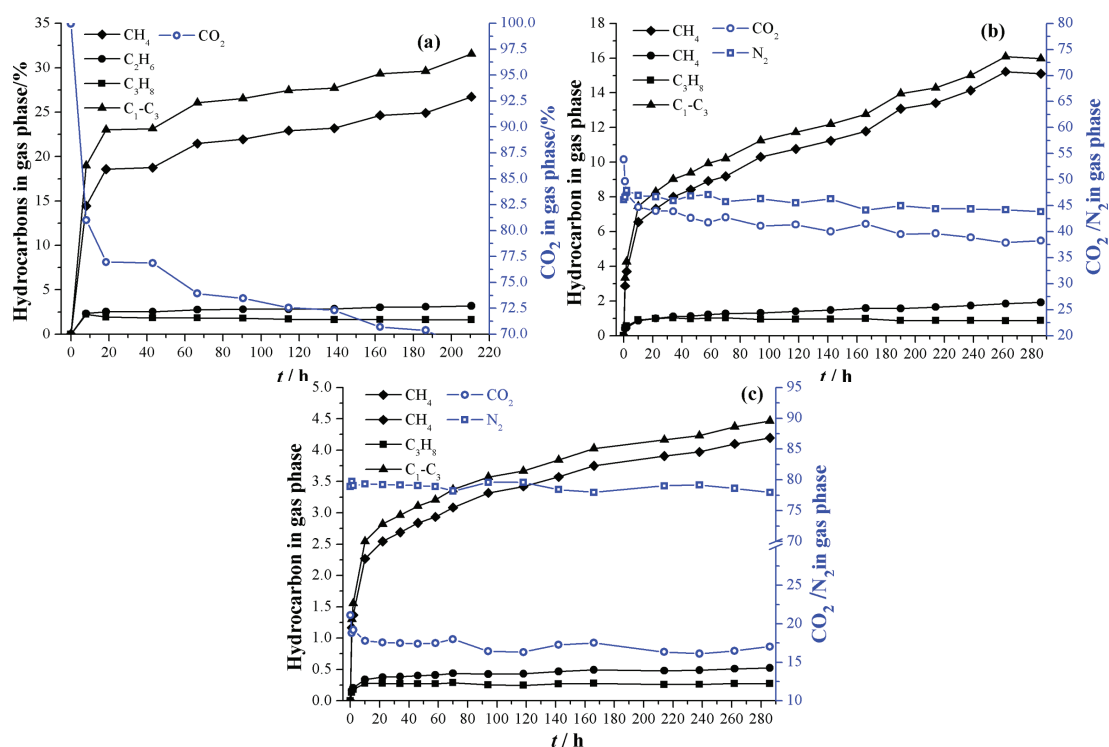 (a)
CH4
CO2
C2H6
C3H8
C1-C3
Hydrocarbons in gas phase/%
35
30
25
20
15
10
5
0
CO2 in gas phase/%
100.0
97.5
95.0
92.5
90.0
87.5
85.0
82.5
80.0
77.5
75.0
72.5
70.0
0 20 40 60 80 100 120 140 160 180 200 220
t / h
(b)
CH4
CO2
CH4
N2
C3H8
C1-C3
Hydrocarbon in gas phase
18
16
14
12
10
8
6
4
2
0
CO2 /N2 in gas phase
80
75
70
65
60
55
50
45
40
35
30
25
20
0 20 40 60 80 100 120 140 160 180 200 220 240 260 280
t / h
(c)
CH4
CO2
CH4
N2
C3H8
C1-C3
Hydrocarbon in gas phase
5.0
4.5
4.0
3.5
3.0
2.5
2.0
1.5
1.0
0.5
0.0
CO2 /N2 in gas phase
95
90
85
80
75
70
25
20
15
10
0 20 40 60 80 100 120 140 160 180 200 220 240 260 280
t / h